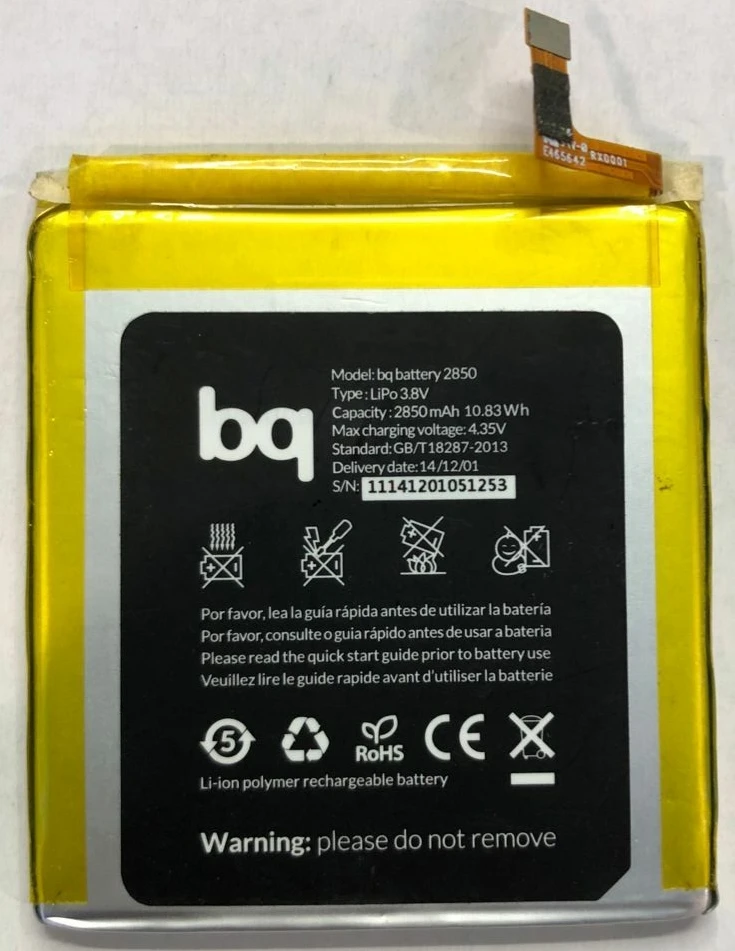 E465642 RX0001
bq
Model: bq battery 2850
Type: LiPo 3.8V
Capacity: 2850 mAh 10.83 Wh
Max charging voltage: 4.35V
Standard: GB/T18287-2013
Delivery date: 14/12/01
S/N: 11141201051253
Por favor, lea la guía rápida antes de utilizar la batería
Por favor, consulte o guia rápido antes de usar a bateria
Please read the quick start guide prior to battery use
Veuillez lire le guide rapide avant d'utiliser la batterie
5
RoHS
CE
Li-ion polymer rechargeable battery
Warning: please do not remove